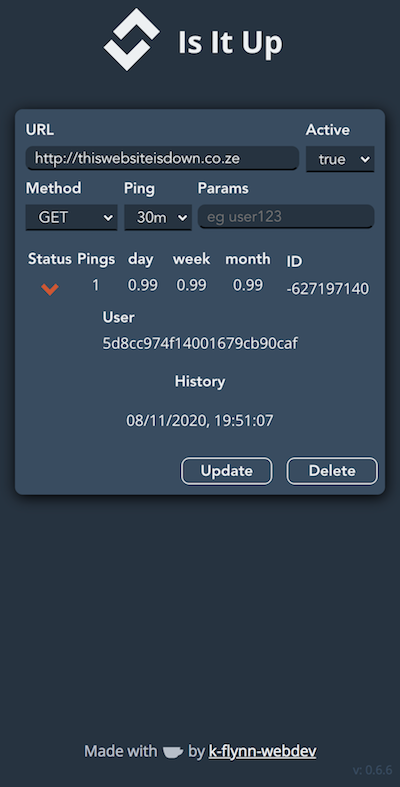 Is It Up
URL Active
http://thiswebsiteisdown.co.ze true
Method Ping Params
GET 30m eg user123
Status Pings day week month ID
1 0.99 0.99 0.99 -627197140
User
5d8cc974f14001679cb90caf
History
08/11/2020, 19:51:07
Update Delete
Made with by k-flynn-webdev
v: 0.6.6